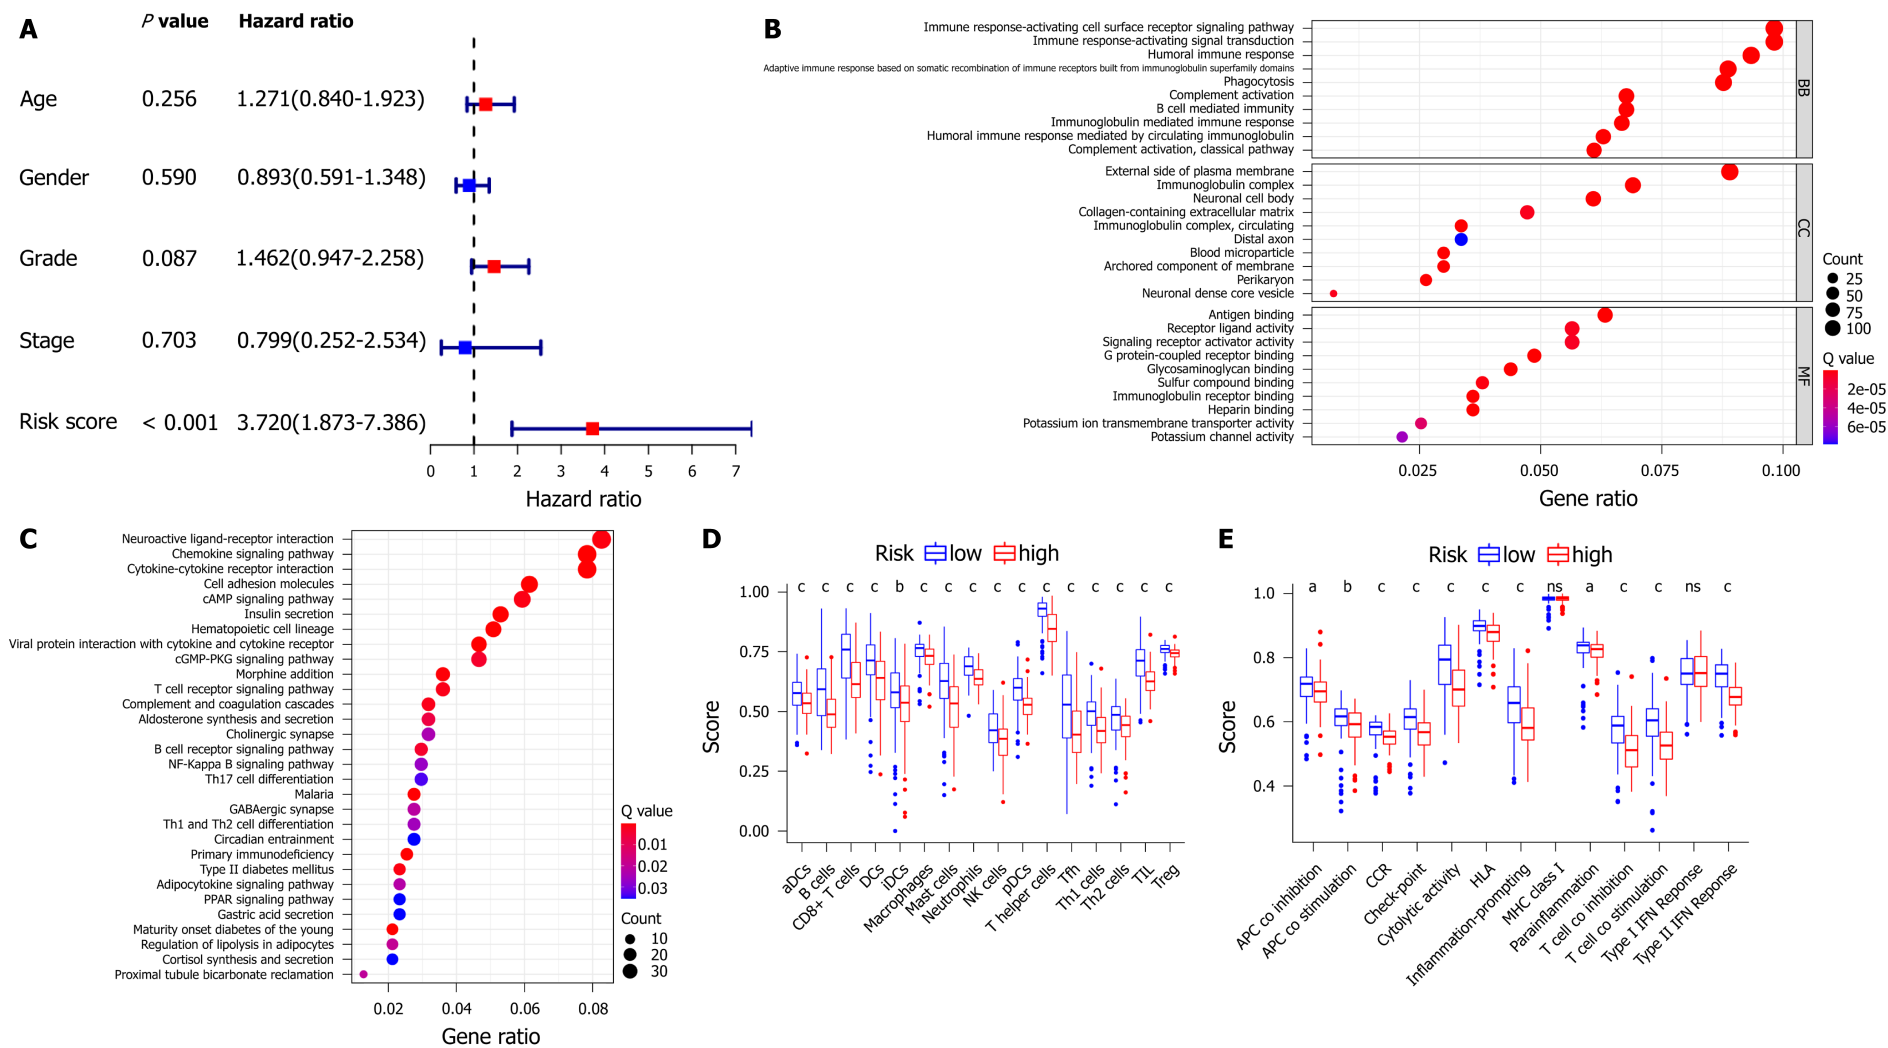 A
P value Hazard ratio
Age 0.256 1.271(0.840-1.923)
Gender 0.590 0.893(0.591-1.348)
Grade 0.087 1.462(0.947-2.258)
Stage 0.703 0.799(0.252-2.534)
Risk score < 0.001 3.720(1.873-7.386)
0 1 2 3 4 5 6 7
Hazard ratio
B
Immune response-activating cell surface receptor signaling pathway
Immune response-activating signal transduction
Humoral immune response
Adaptive immune response based on somatic recombination of immune receptors built from immunoglobulin superfamily domains
Phagocytosis
Complement activation
B cell mediated immunity
Immunoglobulin mediated immune response
Humoral immune response mediated by circulating immunoglobulin
Complement activation, classical pathway
BB
External side of plasma membrane
Immunoglobulin complex
Neuronal cell body
Collagen-containing extracellular matrix
Immunoglobulin complex, circulating
Distal axon
Blood microparticle
Archored component of membrane
Perikaryon
Neuronal dense core vesicle
CC
Antigen binding
Receptor ligand activity
Signaling receptor activator activity
G protein-coupled receptor binding
Glycosaminoglycan binding
Sulfur compound binding
Immunoglobulin receptor binding
Heparin binding
Potassium ion transmembrane transporter activity
Potassium channel activity
MF
0.025 0.050 0.075 0.100
Gene ratio
Count
25
50
75
100
Q value
2e-05
4e-05
6e-05
C
Neuroactive ligand-receptor interaction
Chemokine signaling pathway
Cytokine-cytokine receptor interaction
Cell adhesion molecules
cAMP signaling pathway
Insulin secretion
Hematopoietic cell lineage
Viral protein interaction with cytokine and cytokine receptor
cGMP-PKG signaling pathway
Morphine addition
T cell receptor signaling pathway
Complement and coagulation cascades
Aldosterone synthesis and secretion
Cholinergic synapse
B cell receptor signaling pathway
NF-Kappa B signaling pathway
Th17 cell differentiation
Malaria
GABAergic synapse
Th1 and Th2 cell differentiation
Circadian entrainment
Primary immunodeficiency
Type II diabetes mellitus
Adipocytokine signaling pathway
PPAR signaling pathway
Gastric acid secretion
Maturity onset diabetes of the young
Regulation of lipolysis in adipocytes
Cortisol synthesis and secretion
Proximal tubule bicarbonate reclamation
0.02 0.04 0.06 0.08
Gene ratio
Q value
0.01
0.02
0.03
Count
10
20
30
D
Risk low high
c c c c b c c c c c c c c c c c
1.00
0.75
0.50
0.25
0.00
Score
aDCs
B cells
CD8+ T cells
DCs
iDCs
Macrophages
Mast cells
Neutrophils
NK cells
pDCs
T helper cells
Tfh
Th1 cells
Th2 cells
TIL
Treg
E
Risk low high
a b c c c c c ns a c c ns c
1.0
0.8
0.6
0.4
Score
APC co inhibition
APC co stimulation
CCR
Check-point
Cytolytic activity
HLA
Inflammation-prompting
MHC class I
Parainflammation
T cell co inhibition
T cell co stimulation
Type I IFN Reponse
Type II IFN Reponse